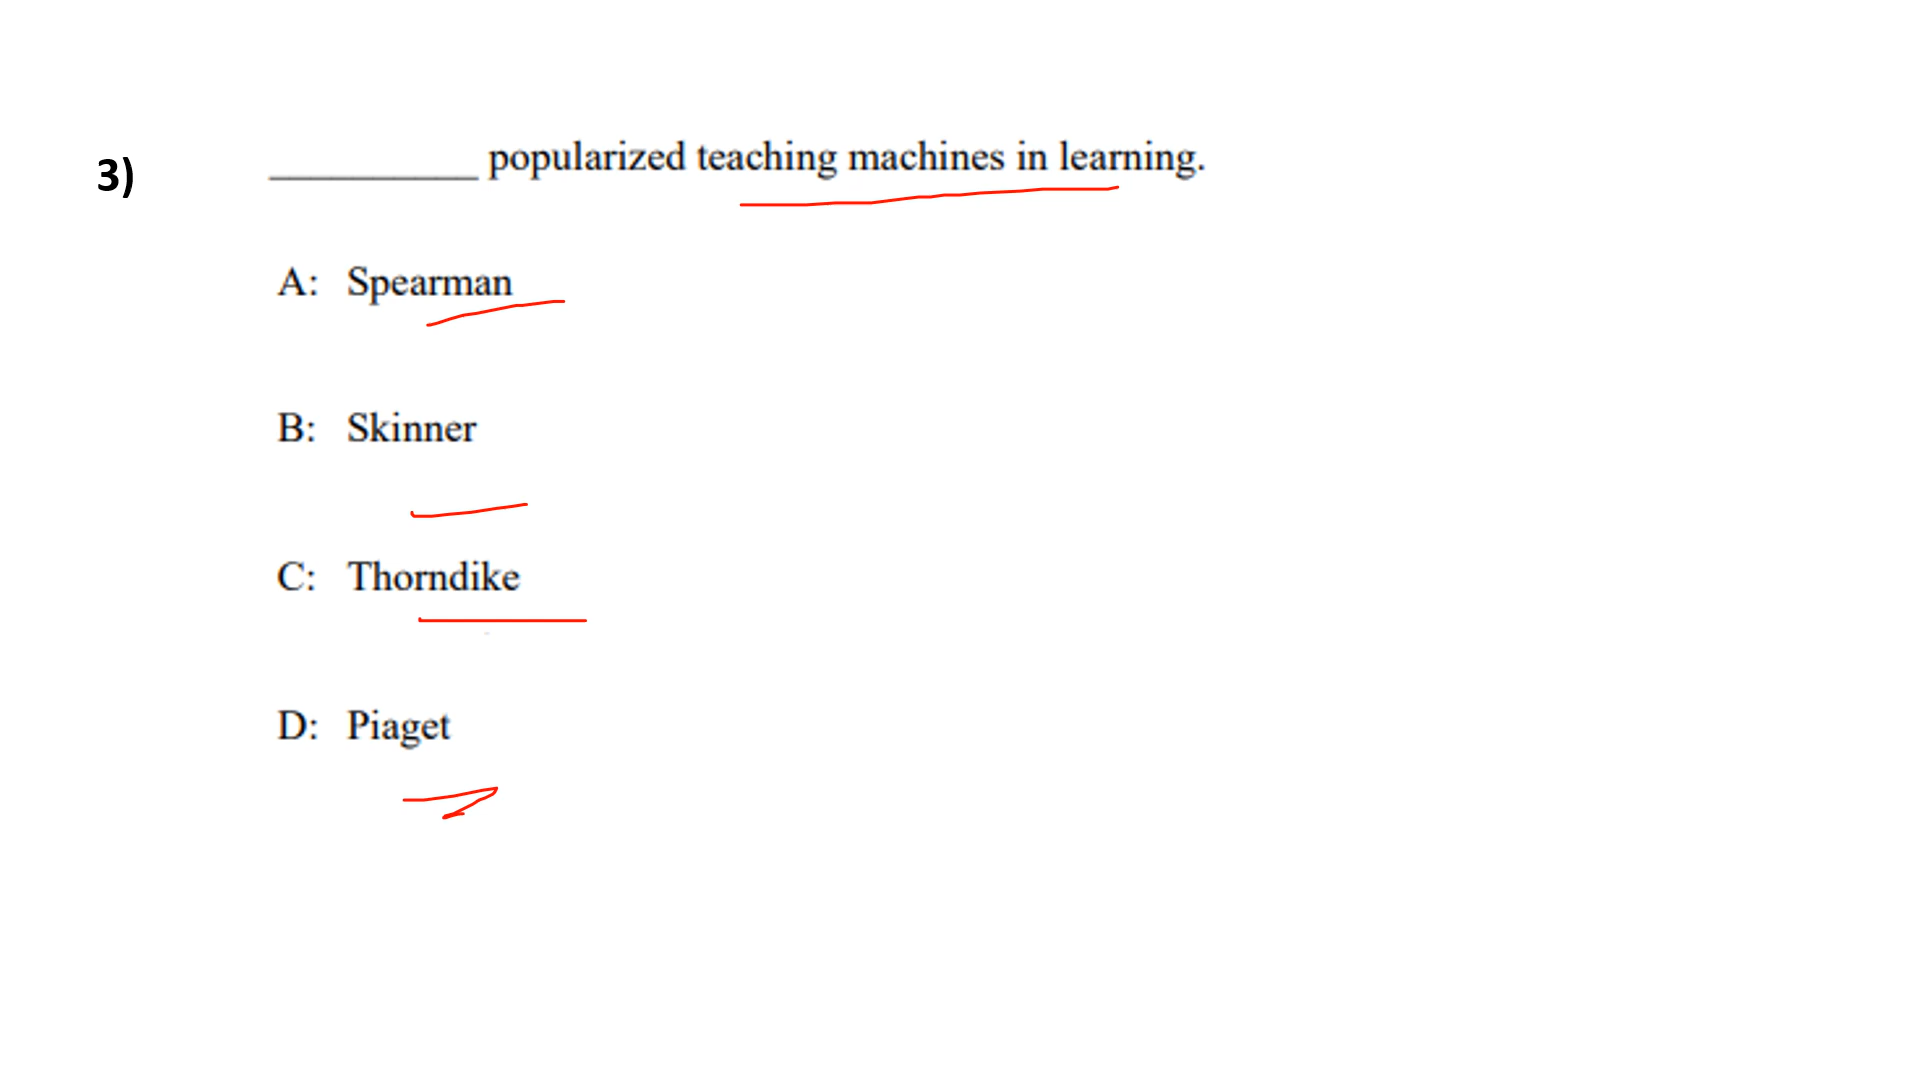 3) __________ popularized teaching machines in learning.
A: Spearman
B: Skinner
C: Thorndike
D: Piaget